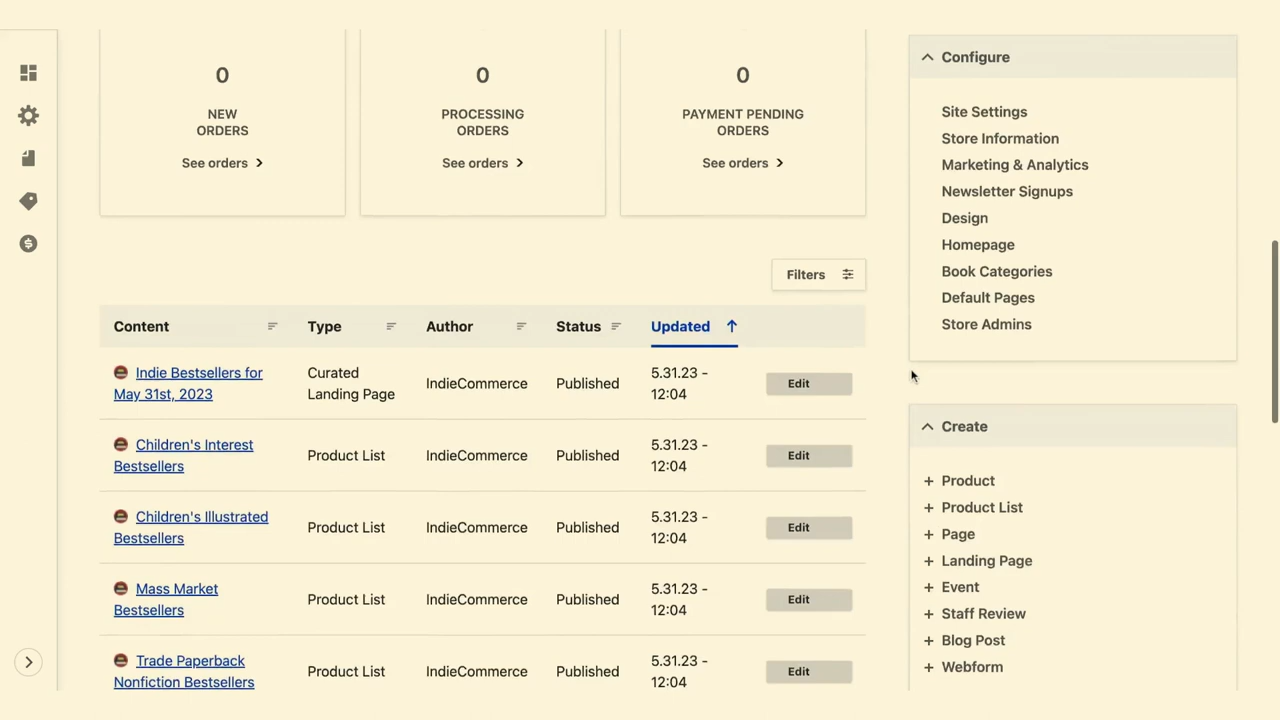 0
NEW
ORDERS
See orders
0
PROCESSING
ORDERS
See orders
0
PAYMENT PENDING
ORDERS
See orders
Filters
Content Type Author Status Updated
Indie Bestsellers for
May 31st, 2023
Curated
Landing Page
IndieCommerce
Published
5.31.23 -
12:04
Edit
Children's Interest
Bestsellers
Product List
IndieCommerce
Published
5.31.23 -
12:04
Edit
Children's Illustrated
Bestsellers
Product List
IndieCommerce
Published
5.31.23 -
12:04
Edit
Mass Market
Bestsellers
Product List
IndieCommerce
Published
5.31.23 -
12:04
Edit
Trade Paperback
Nonfiction Bestsellers
Product List
IndieCommerce
Published
5.31.23 -
12:04
Edit
Configure
Site Settings
Store Information
Marketing & Analytics
Newsletter Signups
Design
Homepage
Book Categories
Default Pages
Store Admins
Create
+ Product
+ Product List
+ Page
+ Landing Page
+ Event
+ Staff Review
+ Blog Post
+ Webform